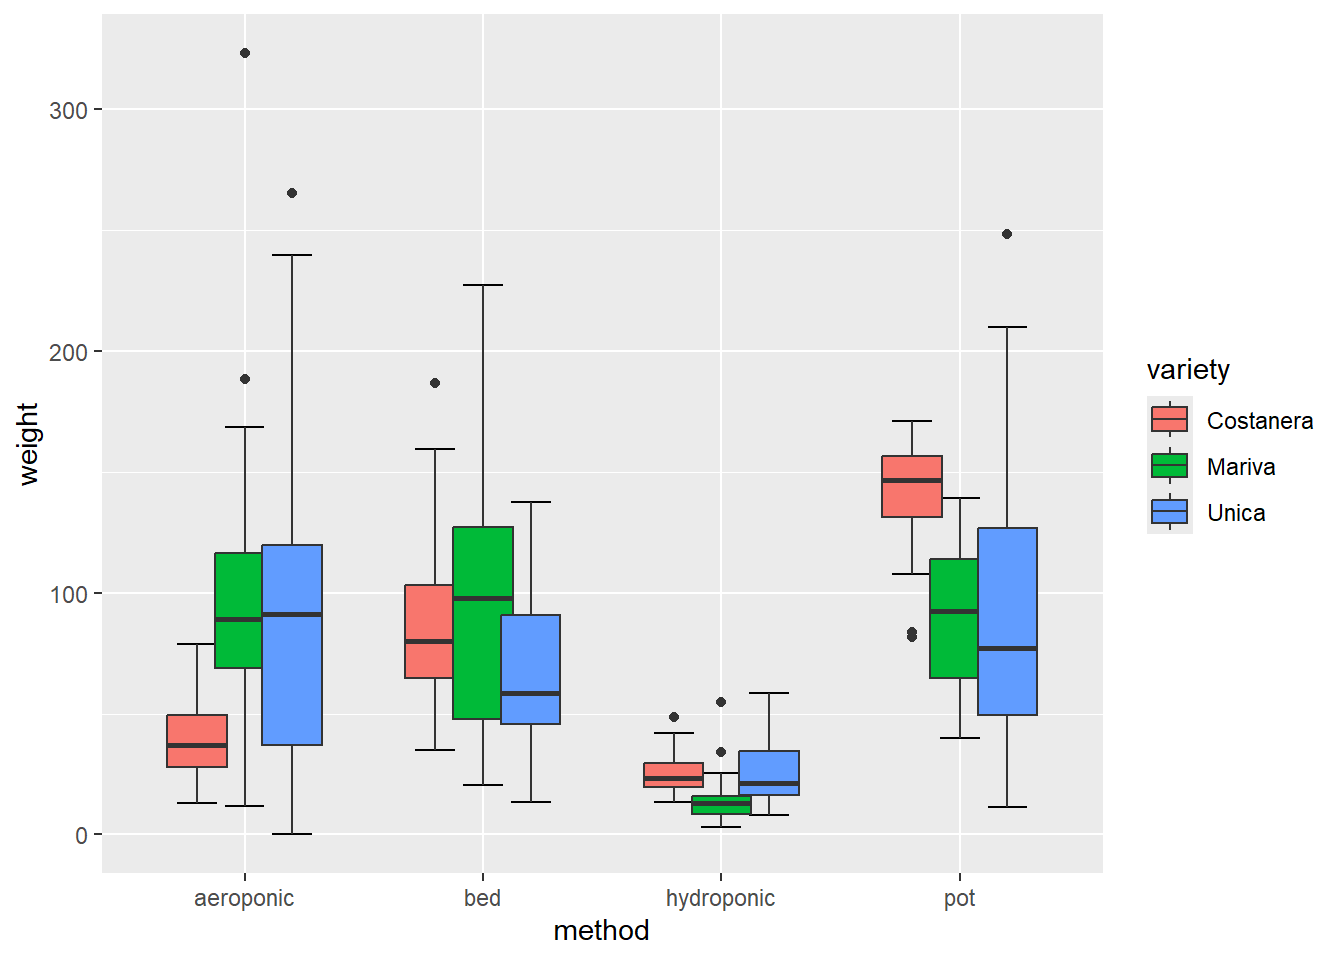 300
200
100
0
weight
aeroponic
bed
hydroponic
pot
method
variety
Costanera
Mariva
Unica